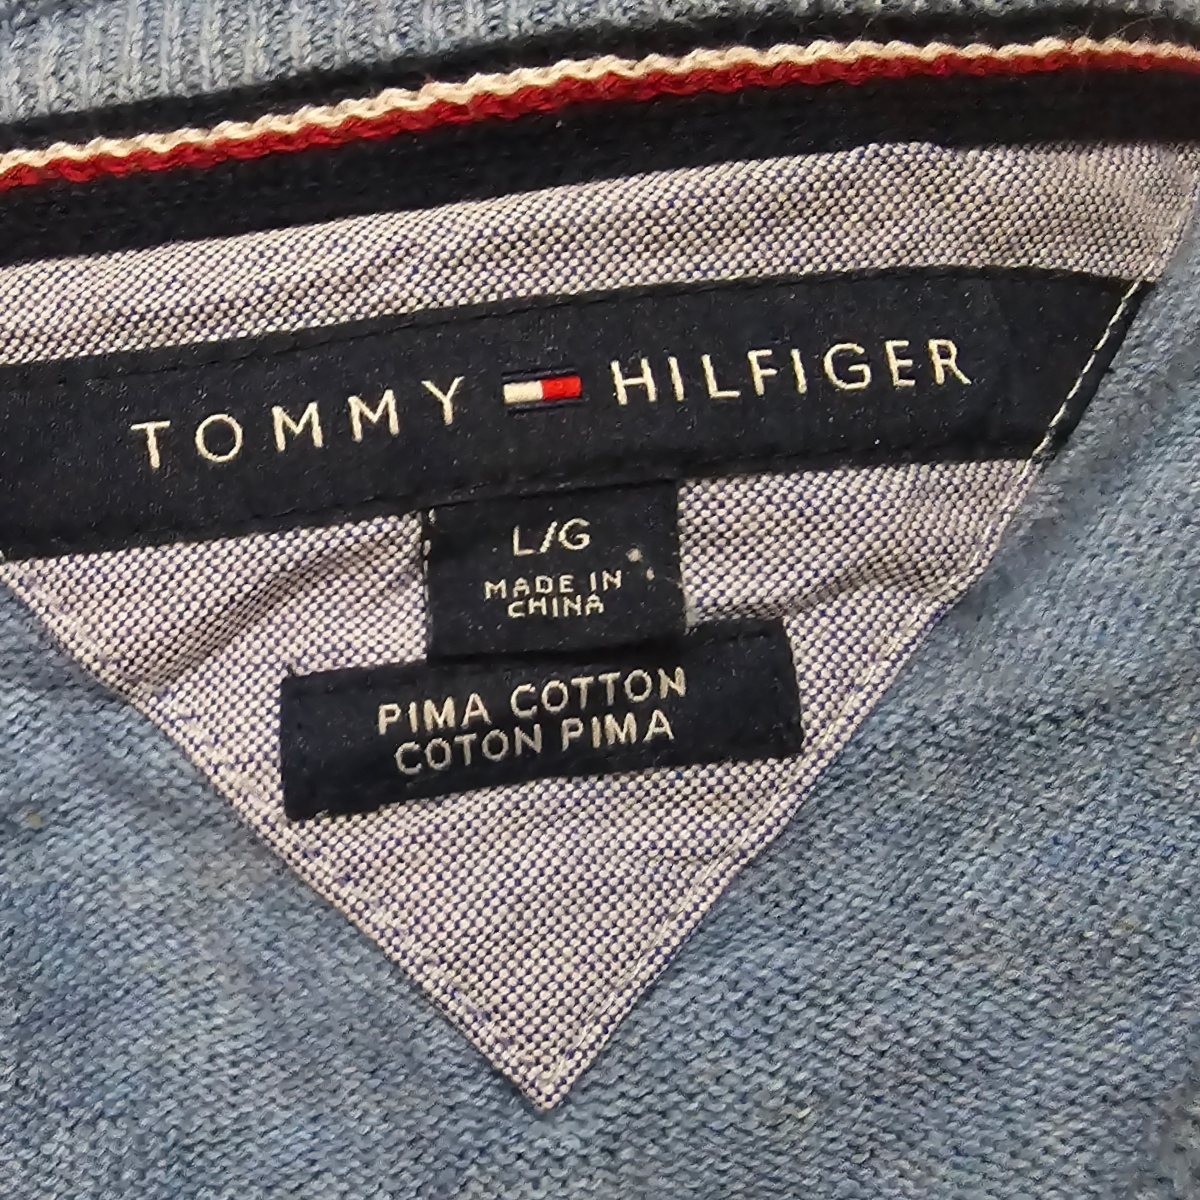 TOMMY HILFIGER
L/G
MADE IN
CHINA
PIMA COTTON
COTON PIMA